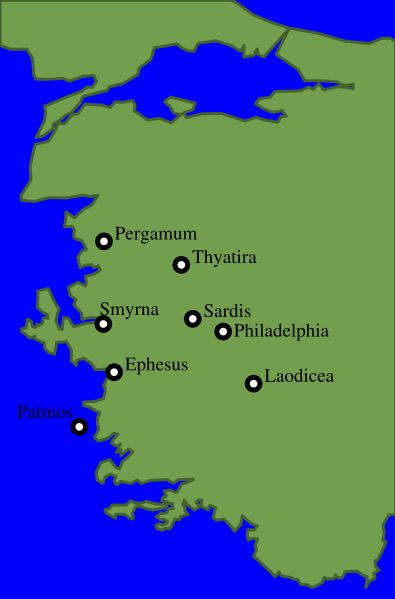 Pergamum
Thyatira
Smyrna
Sardis
Philadelphia
Ephesus
Laodicea
Patmos